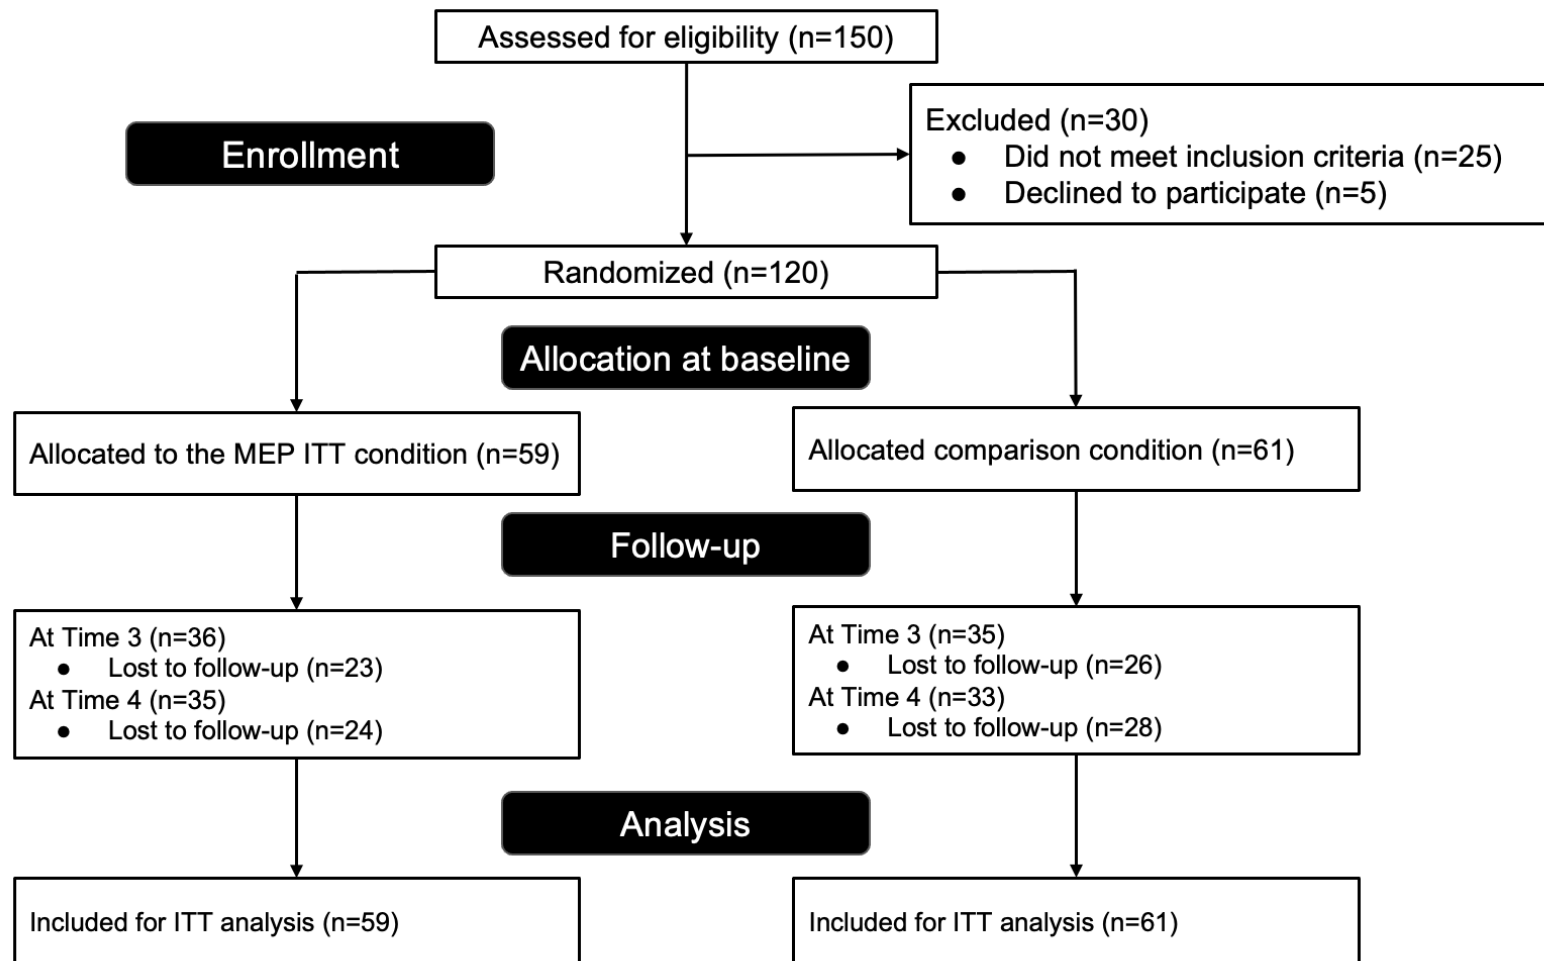 Assessed for eligibility (n=150)
Enrollment
Excluded (n=30)
● Did not meet inclusion criteria (n=25)
● Declined to participate (n=5)
Randomized (n=120)
Allocation at baseline
Allocated to the MEP ITT condition (n=59)
Allocated comparison condition (n=61)
Follow-up
At Time 3 (n=36)
● Lost to follow-up (n=23)
At Time 4 (n=35)
● Lost to follow-up (n=24)
At Time 3 (n=35)
● Lost to follow-up (n=26)
At Time 4 (n=33)
● Lost to follow-up (n=28)
Analysis
Included for ITT analysis (n=59)
Included for ITT analysis (n=61)